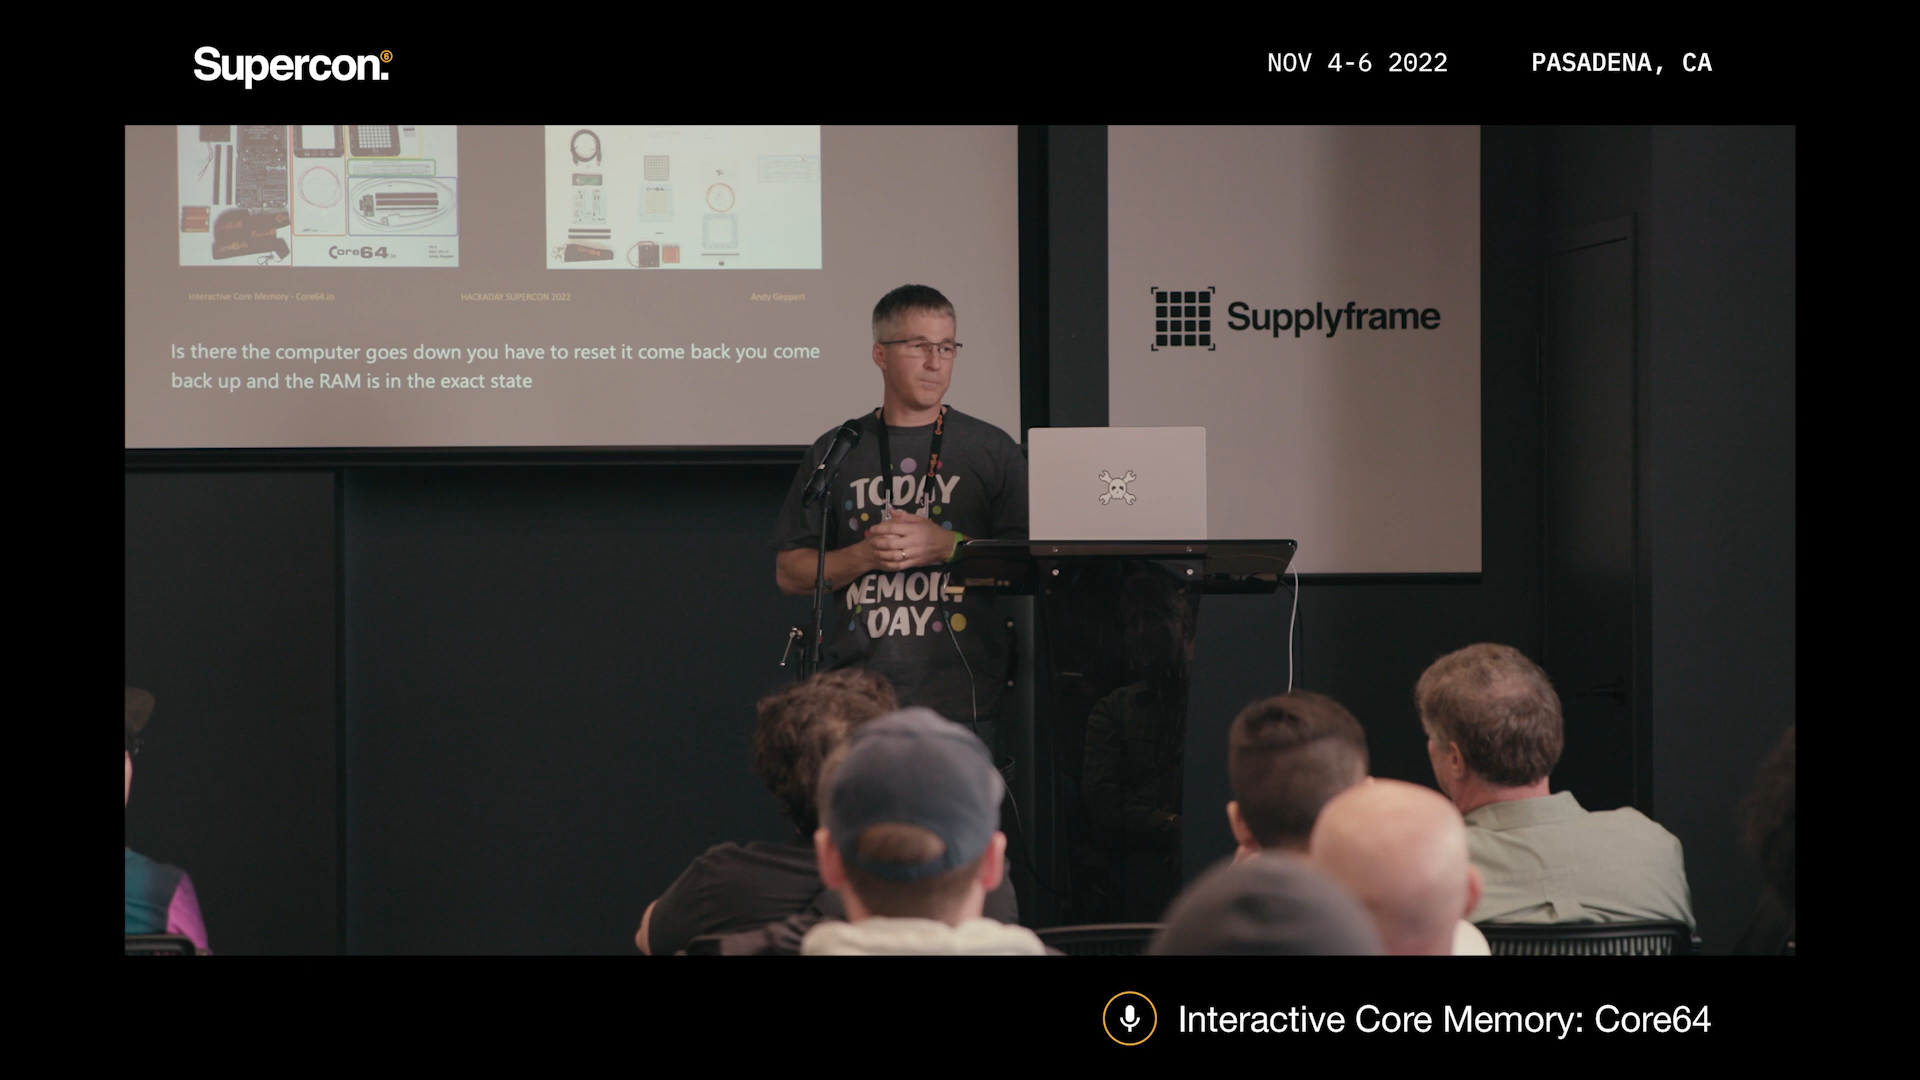 Supercon.6
NOV 4-6 2022
PASADENA, CA
Core64.io
Interactive Core Memory - Core64.io
HACKADAY SUPERCON 2022
Andy Geppert
Is there the computer goes down you have to reset it come back you come
back up and the RAM is in the exact state
Supplyframe
TODAY
MEMORY
DAY
Interactive Core Memory: Core64